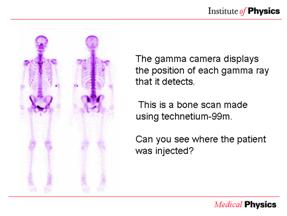 Institute of Physics
The gamma camera displays
the position of each gamma ray
that it detects.
This is a bone scan made
using technetium-99m.
Can you see where the patient
was injected?
Medical Physics